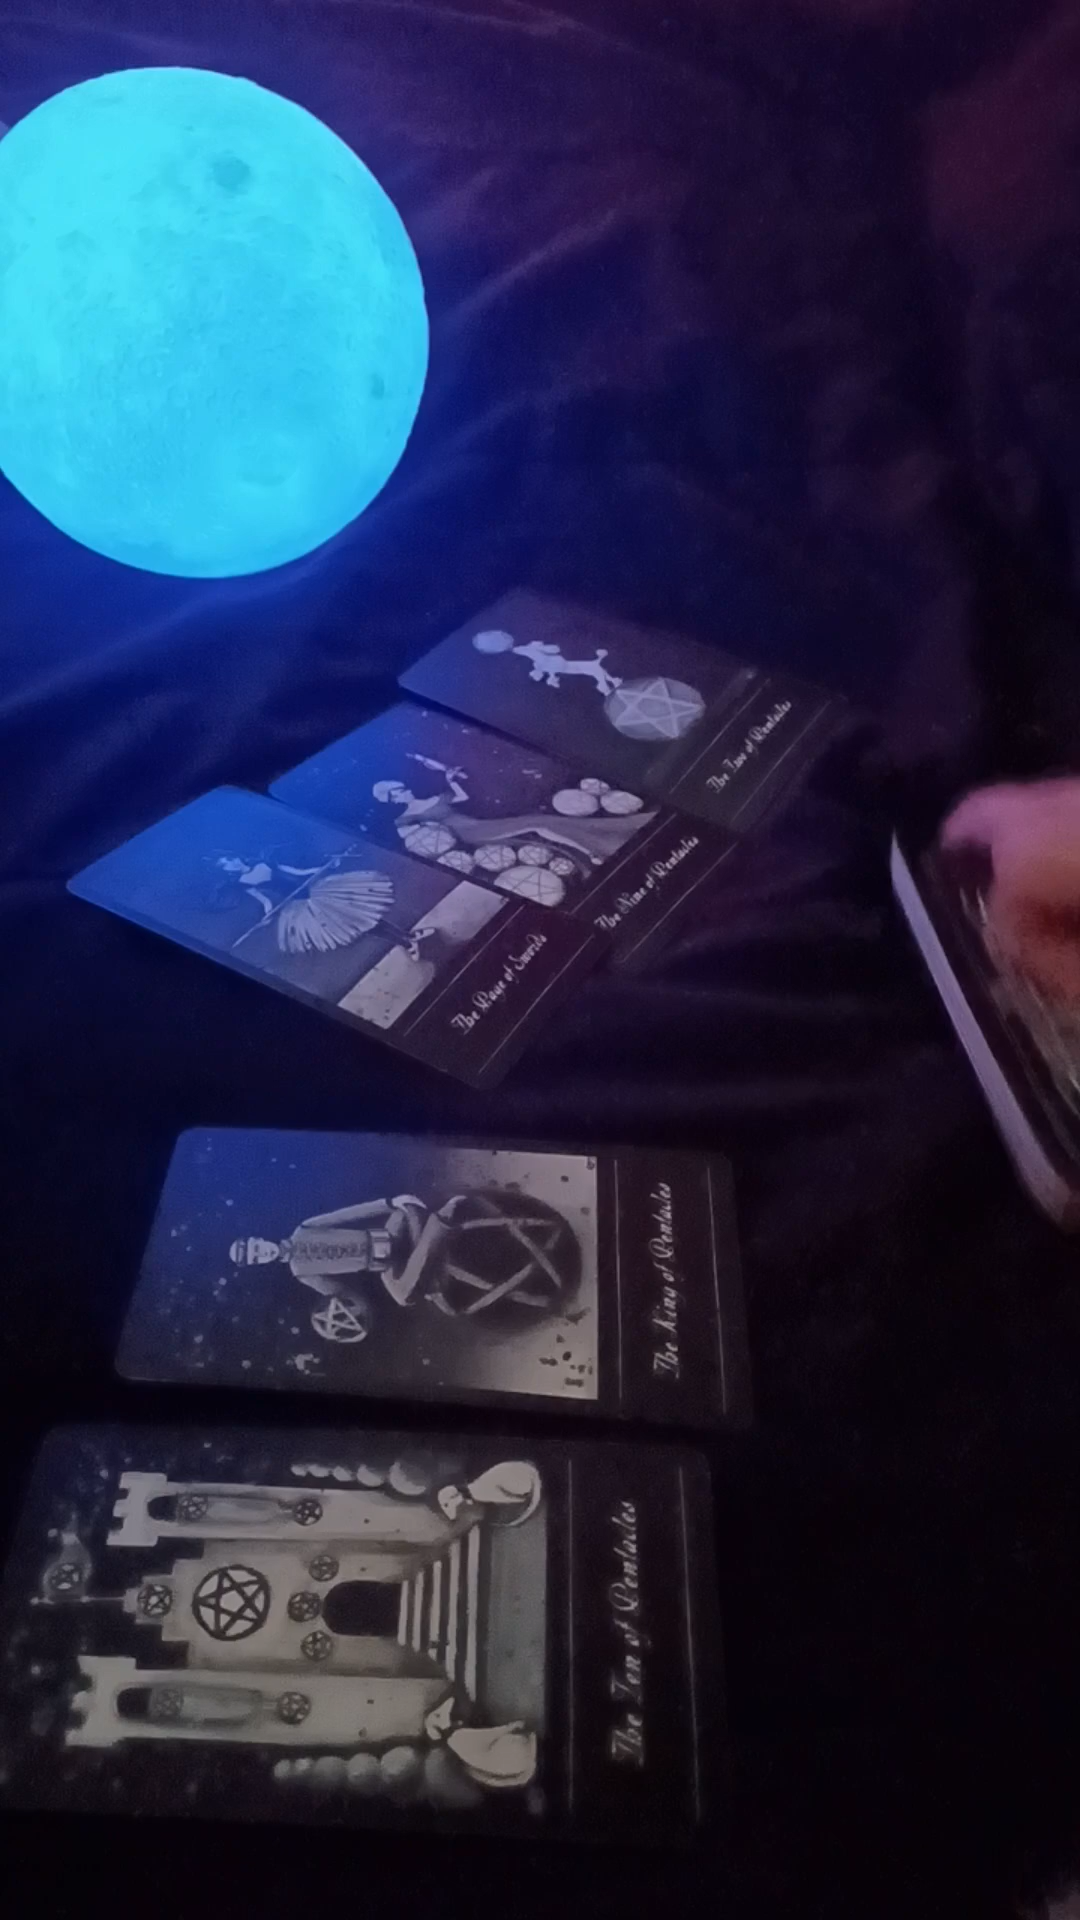 The Two of Pentacles
The Nine of Pentacles
The Page of Swords
The King of Pentacles
The Ten of Pentacles